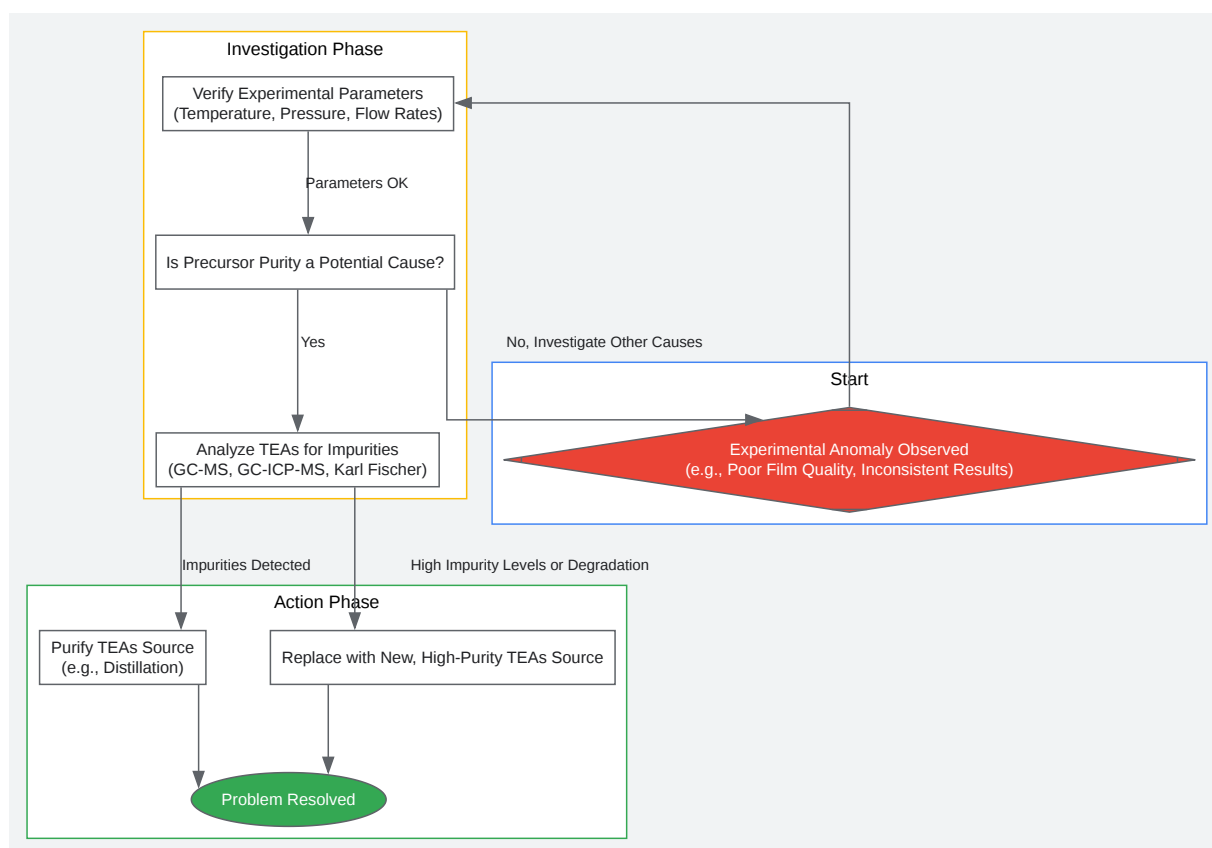 Investigation Phase
Verify Experimental Parameters
(Temperature, Pressure, Flow Rates)
Parameters OK
Is Precursor Purity a Potential Cause?
Yes
No, Investigate Other Causes
Start
Experimental Anomaly Observed
(e.g., Poor Film Quality, Inconsistent Results)
Analyze TEAs for Impurities
(GC-MS, GC-ICP-MS, Karl Fischer)
Impurities Detected
High Impurity Levels or Degradation
Action Phase
Purify TEAs Source
(e.g., Distillation)
Replace with New, High-Purity TEAs Source
Problem Resolved